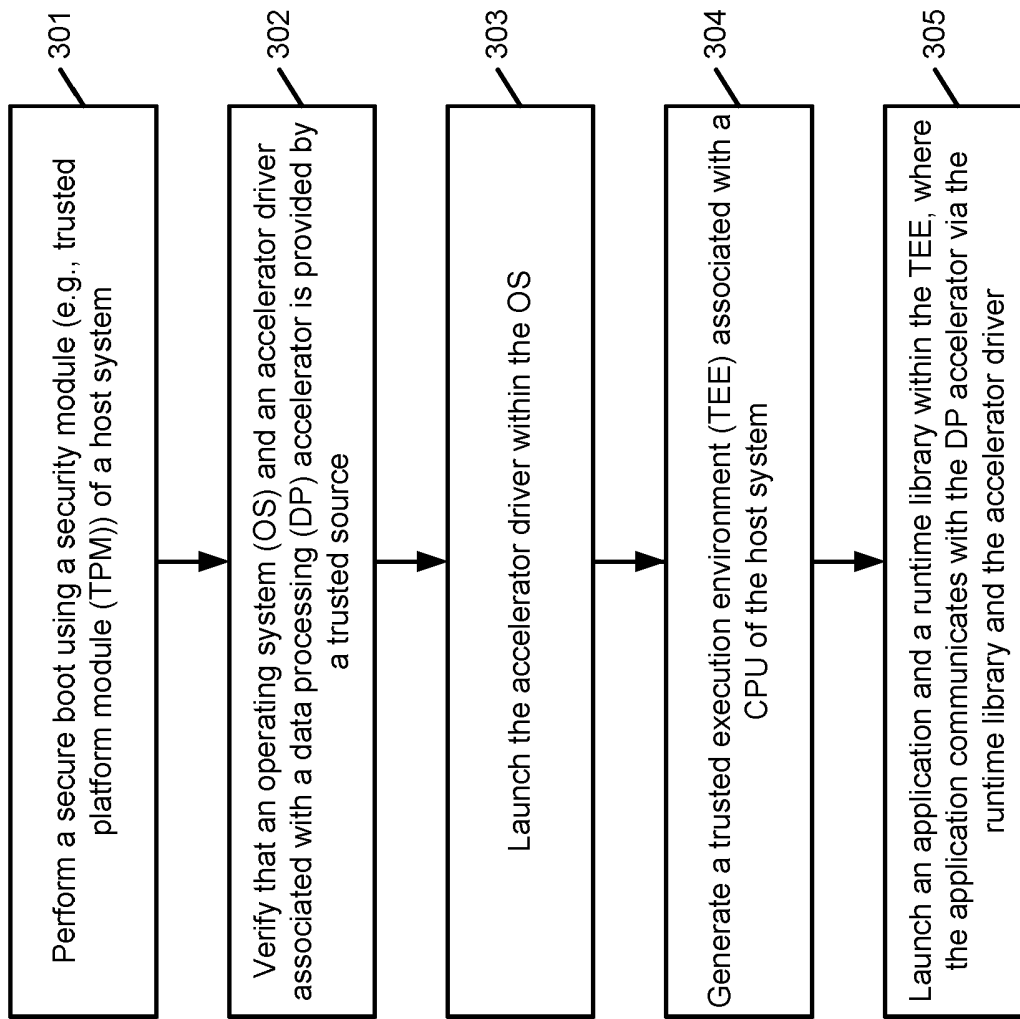 Perform a secure boot using a security module (e.g., trusted
platform module (TPM)) of a host system
301
Verify that an operating system (OS) and an accelerator driver
associated with a data processing (DP) accelerator is provided by
a trusted source
302
Launch the accelerator driver within the OS
303
Generate a trusted execution environment (TEE) associated with a
CPU of the host system
304
Launch an application and a runtime library within the TEE, where
the application communicates with the DP accelerator via the
runtime library and the accelerator driver
305